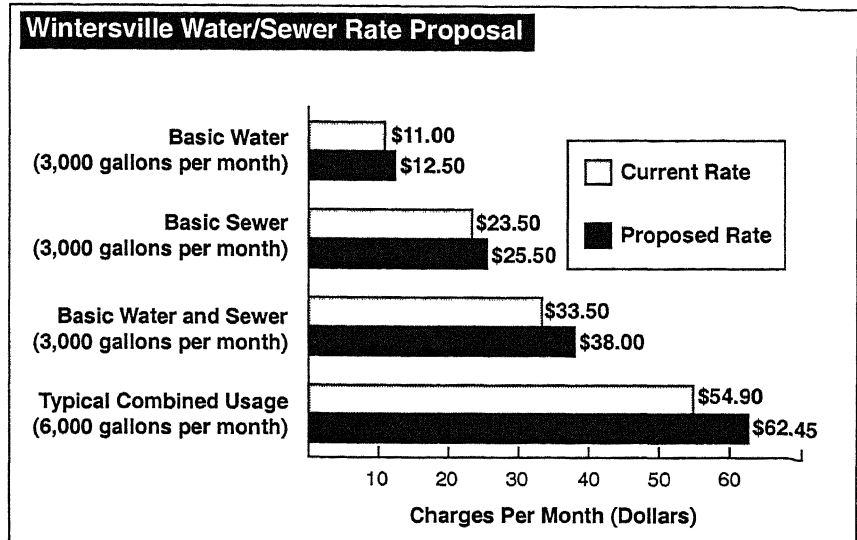 Wintersville Water/Sewer Rate Proposal
Basic Water
(3,000 gallons per month)
$11.00
$12.50
Current Rate
Proposed Rate
Basic Sewer
(3,000 gallons per month)
$23.50
$25.50
Basic Water and Sewer
(3,000 gallons per month)
$33.50
$38.00
Typical Combined Usage
(6,000 gallons per month)
$54.90
$62.45
10 20 30 40 50 60
Charges Per Month (Dollars)